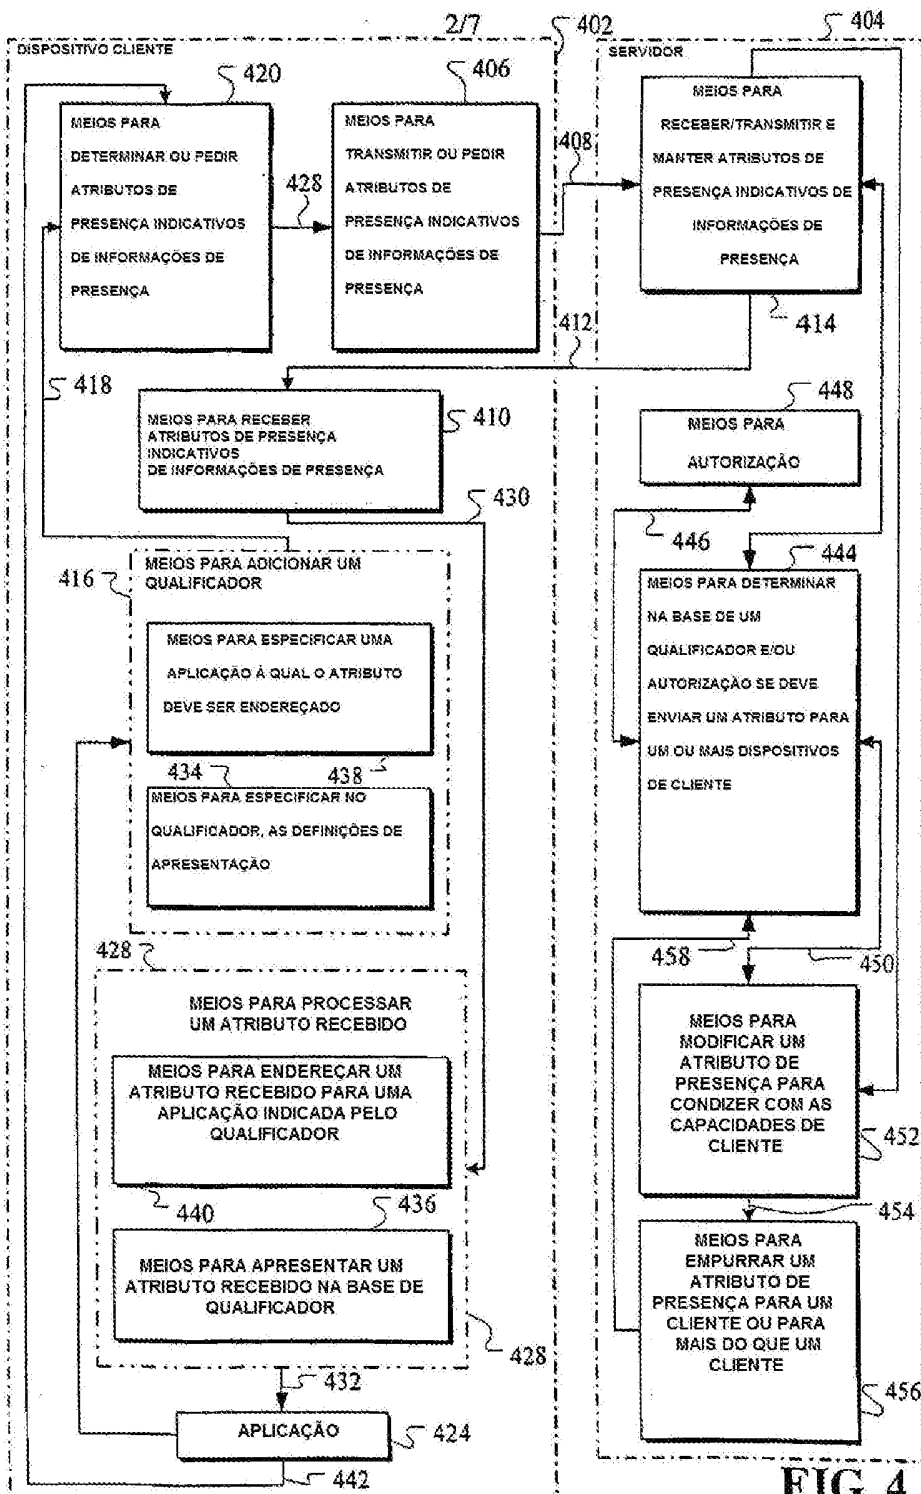 2/7
402
404
DISPOSITIVO CLIENTE
SERVIDOR
420
406
MEIOS PARA
DETERMINAR OU PEDIR
ATRIBUTOS DE
PRESENÇA INDICATIVOS
DE INFORMAÇÕES DE
PRESENÇA
428
MEIOS PARA
TRANSMITIR OU PEDIR
ATRIBUTOS DE
PRESENÇA INDICATIVOS
DE INFORMAÇÕES DE
PRESENÇA
408
MEIOS PARA
RECEBER/TRANSMITIR E
MANTER ATRIBUTOS DE
PRESENÇA INDICATIVOS DE
INFORMAÇÕES DE
PRESENÇA
412
414
418
MEIOS PARA RECEBER
ATRIBUTOS DE PRESENÇA
INDICATIVOS
DE INFORMAÇÕES DE PRESENÇA
410
448
MEIOS PARA
AUTORIZAÇÃO
430
446
444
416
MEIOS PARA ADICIONAR UM
QUALIFICADOR
MEIOS PARA ESPECIFICAR UMA
APLICAÇÃO À QUAL O ATRIBUTO
DEVE SER ENDEREÇADO
438
434
MEIOS PARA ESPECIFICAR NO
QUALIFICADOR, AS DEFINIÇÕES DE
APRESENTAÇÃO
MEIOS PARA DETERMINAR
NA BASE DE UM
QUALIFICADOR E/OU
AUTORIZAÇÃO SE DEVE
ENVIAR UM ATRIBUTO PARA
UM OU MAIS DISPOSITIVOS
DE CLIENTE
458
450
428
MEIOS PARA PROCESSAR
UM ATRIBUTO RECEBIDO
MEIOS PARA ENDEREÇAR UM
ATRIBUTO RECEBIDO PARA UMA
APLICAÇÃO INDICADA PELO
QUALIFICADOR
440
436
MEIOS PARA APRESENTAR UM
ATRIBUTO RECEBIDO NA BASE DE
QUALIFICADOR
428
MEIOS PARA
MODIFICAR UM
ATRIBUTO DE
PRESENÇA PARA
CONDIZER COM AS
CAPACIDADES DE
CLIENTE
452
454
MEIOS PARA
EMPURRAR UM
ATRIBUTO DE
PRESENÇA PARA UM
CLIENTE OU PARA
MAIS DO QUE UM
CLIENTE
456
432
APLICAÇÃO
424
442
FIG 4